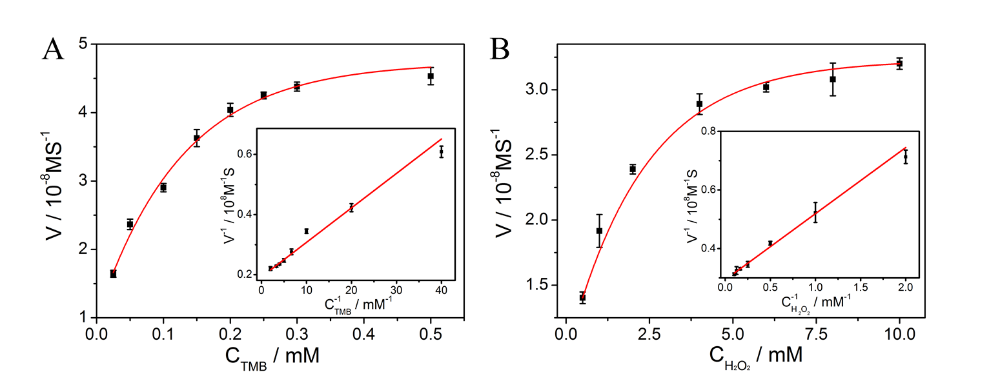 A
V / 10⁻⁸MS⁻¹
5
4
3
2
1
0.0 0.1 0.2 0.3 0.4 0.5
C_TMB / mM
V⁻¹ / 10⁸M⁻¹S
0.6
0.4
0.2
0 10 20 30 40
C⁻¹_TMB / mM⁻¹
B
V / 10⁻⁸MS⁻¹
3.0
2.5
2.0
1.5
0.0 2.5 5.0 7.5 10.0
C_H₂O₂ / mM
V⁻¹ / 10⁸M⁻¹S
0.8
0.6
0.4
0.0 0.5 1.0 1.5 2.0
C⁻¹_H₂O₂ / mM⁻¹